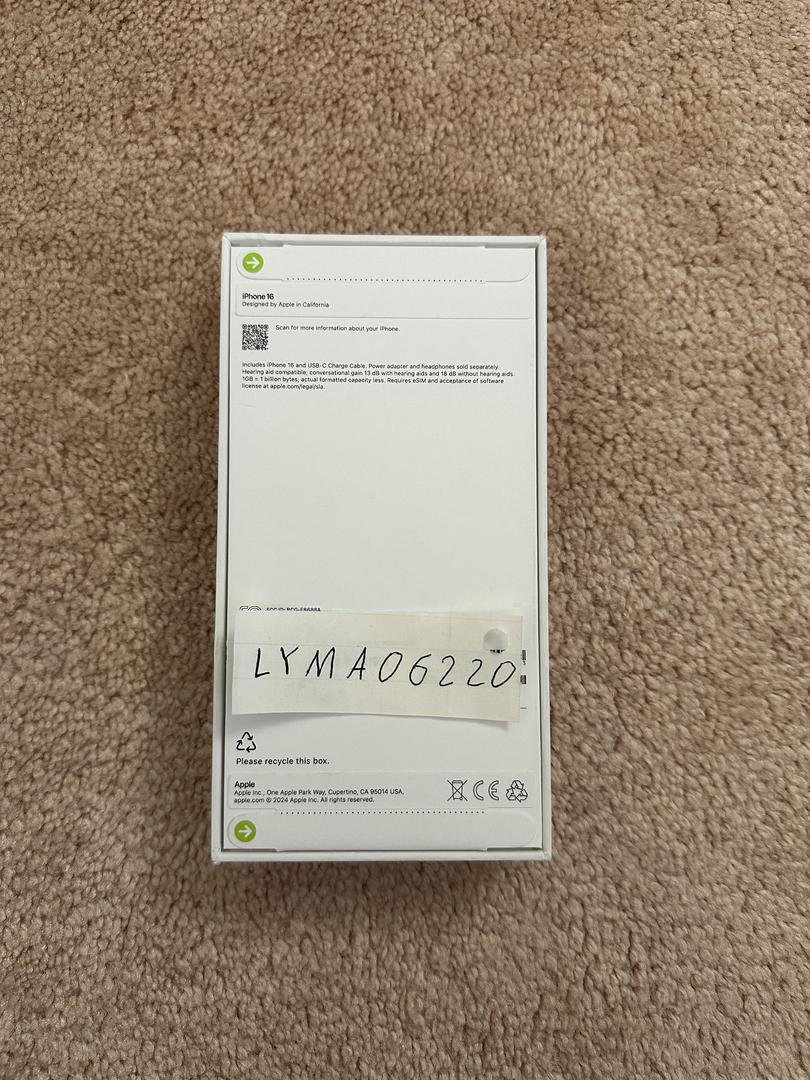 iPhone 16
Designed by Apple in California
Scan for more information about your iPhone.
Includes iPhone 16 and USB-C Charge Cable. Power adapter and headphones sold separately.
Hearing aid compatible; conversational gain 13 dB with hearing aids and 18 dB without hearing aids.
1GB = 1 billion bytes; actual formatted capacity less. Requires eSIM and acceptance of software
license at apple.com/legal/sla.
LYMA06220
Please recycle this box.
Apple
Apple Inc., One Apple Park Way, Cupertino, CA 95014 USA,
apple.com © 2024 Apple Inc. All rights reserved.
CE